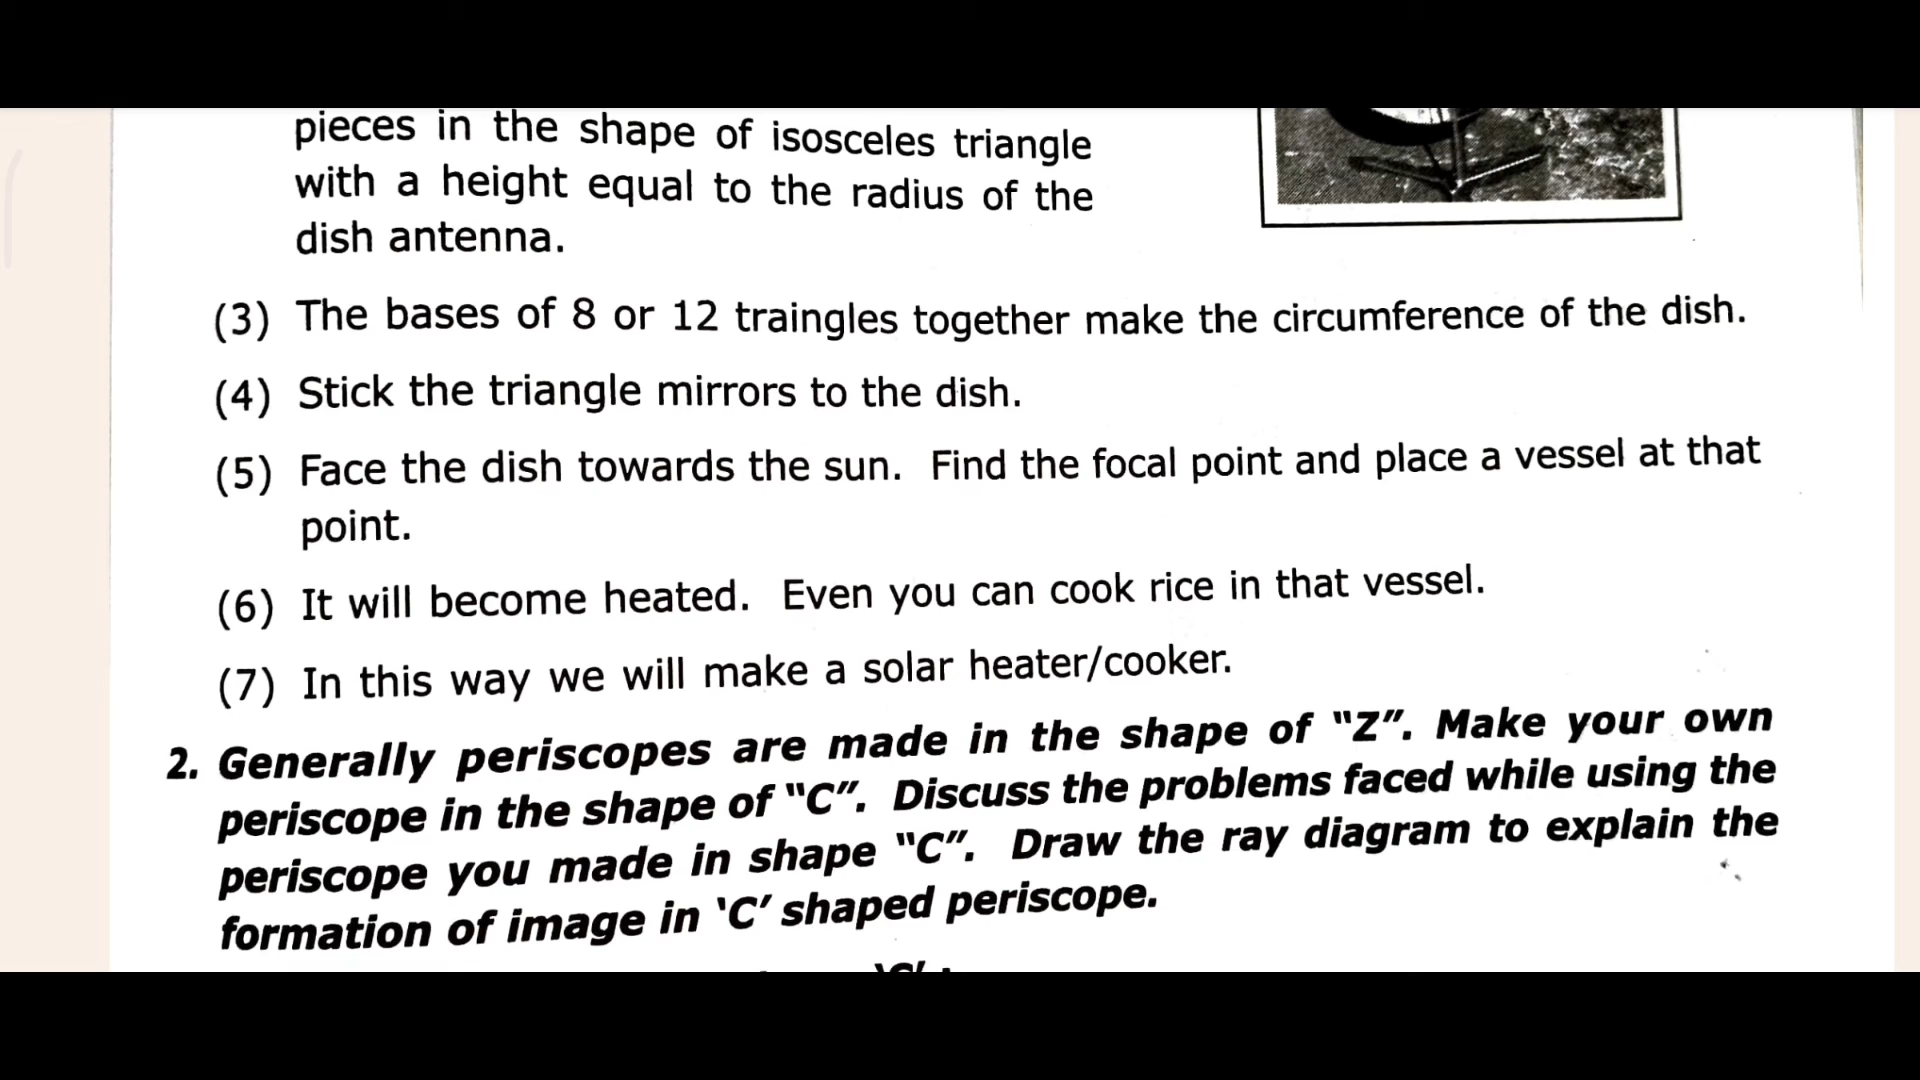 pieces in the shape of isosceles triangle
with a height equal to the radius of the
dish antenna.
(3) The bases of 8 or 12 traingles together make the circumference of the dish.
(4) Stick the triangle mirrors to the dish.
(5) Face the dish towards the sun. Find the focal point and place a vessel at that
point.
(6) It will become heated. Even you can cook rice in that vessel.
(7) In this way we will make a solar heater/cooker.
2. Generally periscopes are made in the shape of "Z". Make your own
periscope in the shape of "C". Discuss the problems faced while using the
periscope you made in shape "C". Draw the ray diagram to explain the
formation of image in 'C' shaped periscope.